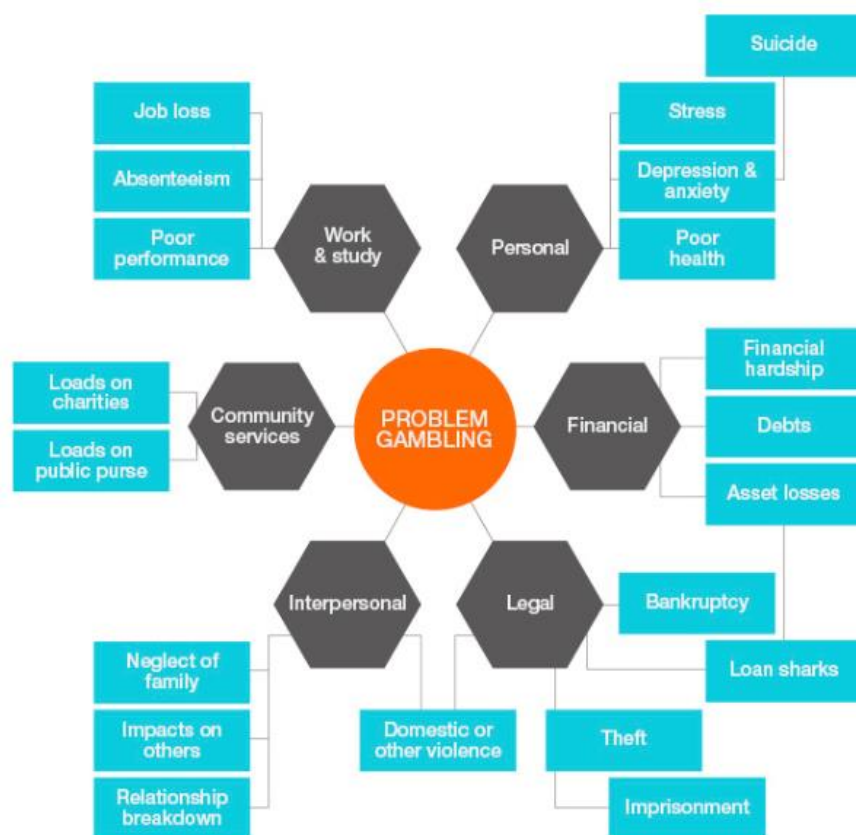 Suicide
Job loss
Stress
Absenteeism
Depression &
anxiety
Poor
performance
Work
& study
Personal
Poor
health
Financial
hardship
Loads on
charities
Community
services
PROBLEM
GAMBLING
Financial
Debts
Loads on
public purse
Asset losses
Interpersonal
Legal
Bankruptcy
Neglect of
family
Loan sharks
Impacts on
others
Domestic or
other violence
Theft
Relationship
breakdown
Imprisonment